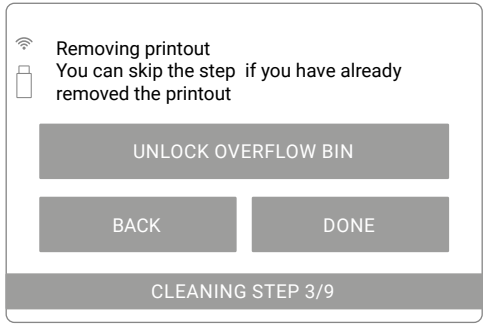 Removing printout
You can skip the step if you have already
removed the printout
UNLOCK OVERFLOW BIN
BACK
DONE
CLEANING STEP 3/9